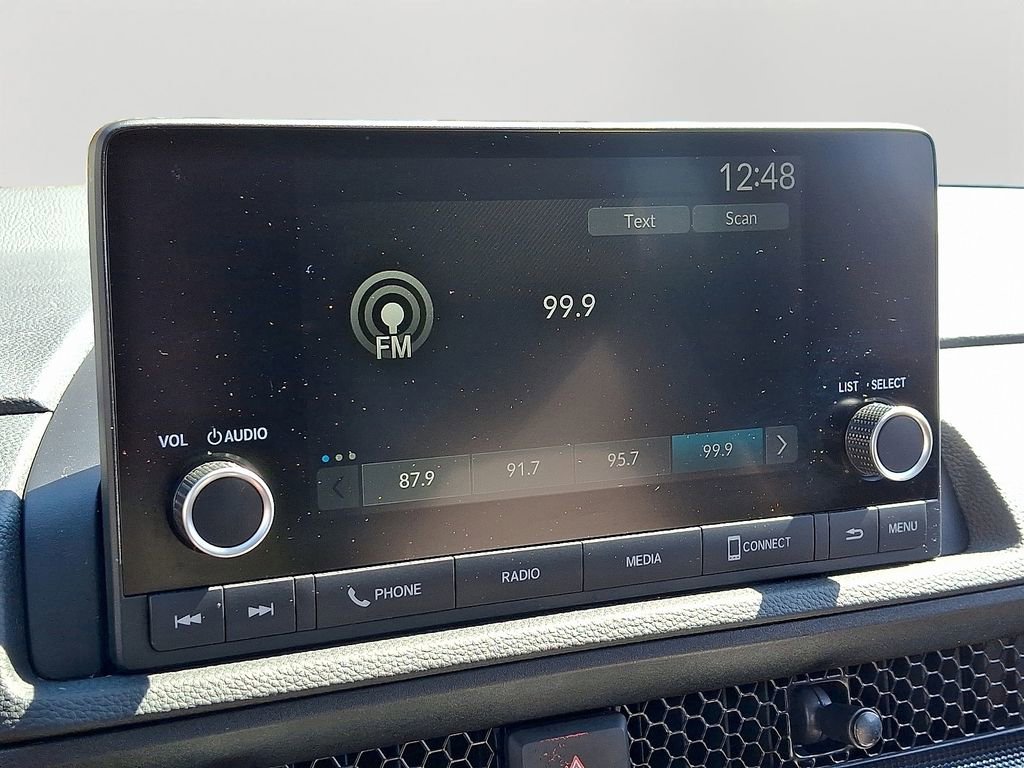 12:48
Text Scan
99.9
FM
LIST · SELECT
VOL AUDIO
87.9 91.7 95.7 99.9
PHONE RADIO MEDIA CONNECT MENU